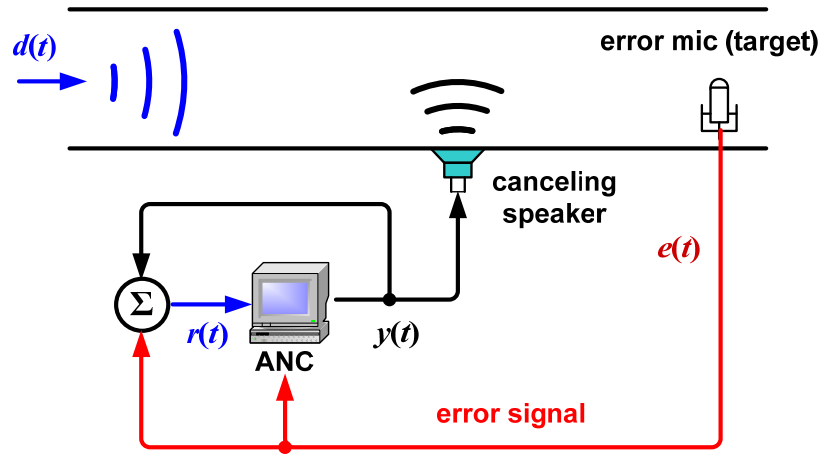 d(t)
error mic (target)
canceling
speaker
e(t)
Σ
r(t)
y(t)
ANC
error signal